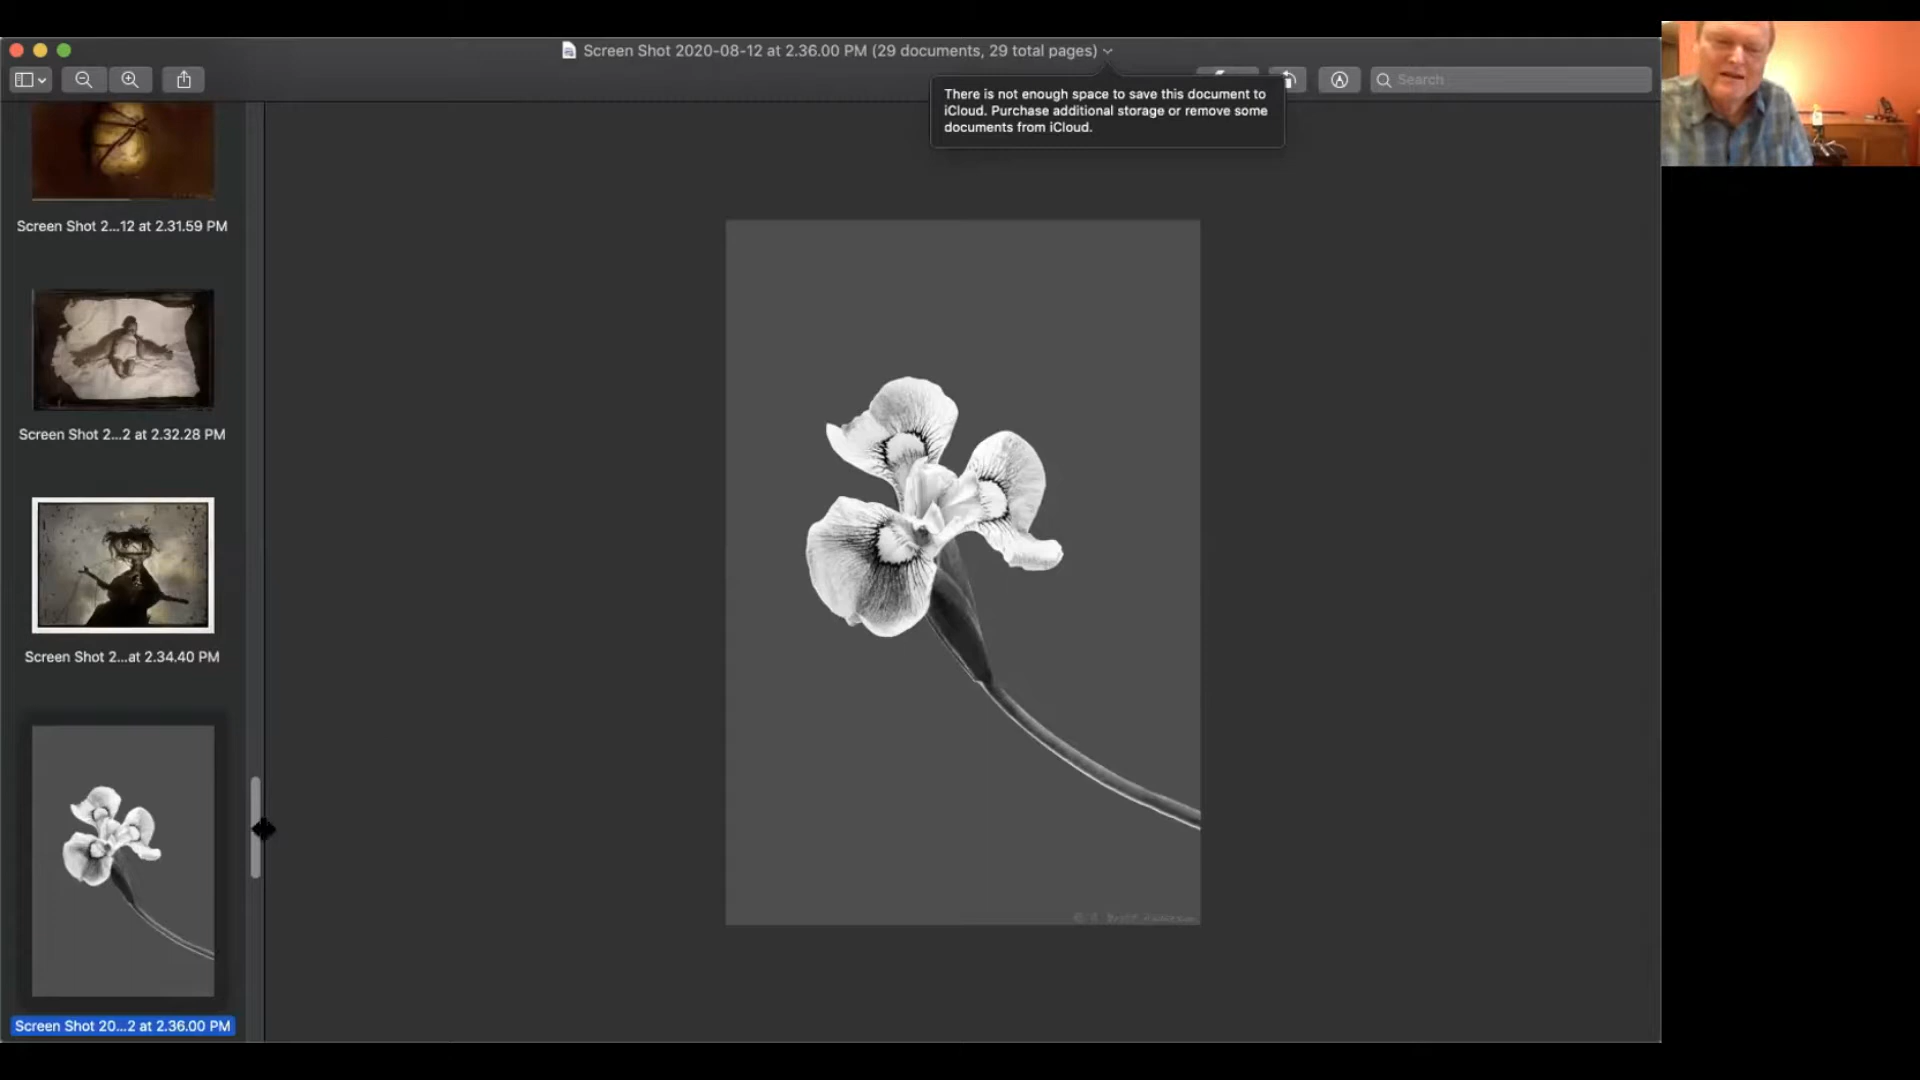 Screen Shot 2020-08-12 at 2.36.00 PM (29 documents, 29 total pages)
Search
There is not enough space to save this document to
iCloud. Purchase additional storage or remove some
documents from iCloud.
Screen Shot 2...12 at 2.31.59 PM
Screen Shot 2...2 at 2.32.28 PM
Screen Shot 2...at 2.34.40 PM
Screen Shot 20...2 at 2.36.00 PM